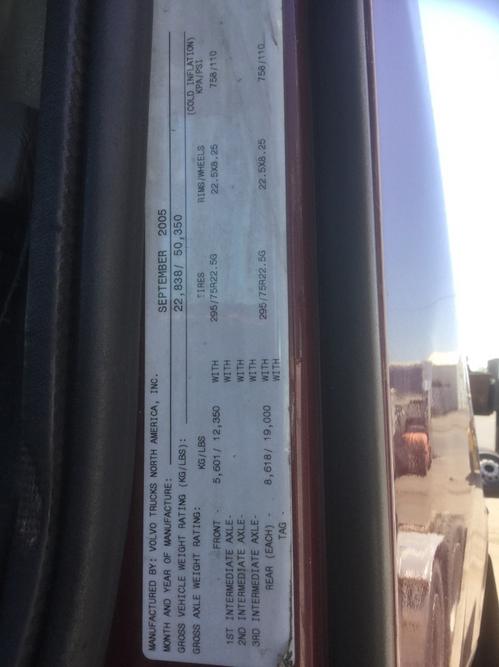 MANUFACTURED BY: VOLVO TRUCKS NORTH AMERICA, INC.
MONTH AND YEAR OF MANUFACTURE: SEPTEMBER 2005
GROSS VEHICLE WEIGHT RATING (KG/LBS): 22,838/ 50,350
GROSS AXLE WEIGHT RATING: KG/LBS TIRES RIMS/WHEELS (COLD INFLATION) KPA/PSI
FRONT - 5,601/ 12,350 WITH 295/75R22.5G 22.5X8.25 758/110
1ST INTERMEDIATE AXLE- WITH
2ND INTERMEDIATE AXLE- WITH
3RD INTERMEDIATE AXLE- WITH
REAR (EACH) - 8,618/ 19,000 WITH 295/75R22.5G 22.5X8.25 758/110
TAG - WITH